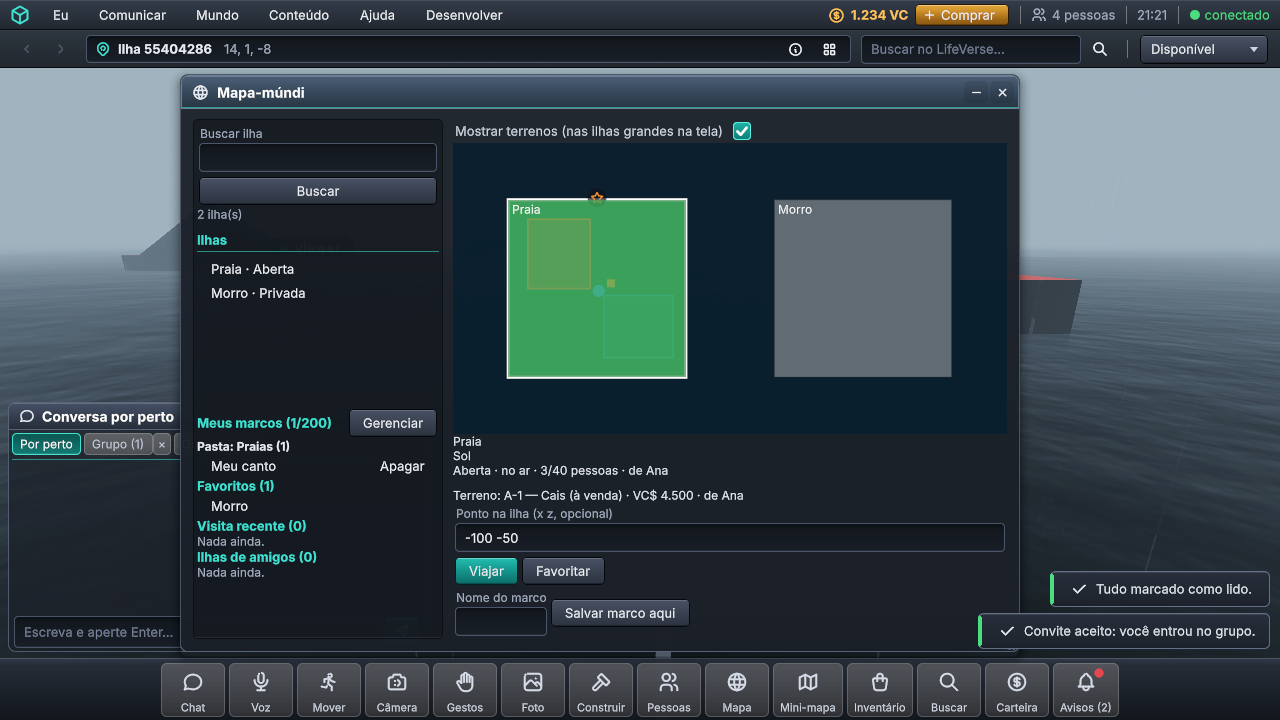 Eu
Comunicar
Mundo
Conteúdo
Ajuda
Desenvolver
1.234 VC
+ Comprar
4 pessoas
21:21
conectado
Ilha 55404286
14, 1, -8
Buscar no LifeVerse...
Disponível
Mapa-múndi
Buscar ilha
Buscar
2 ilha(s)
Ilhas
Praia · Aberta
Morro · Privada
Meus marcos (1/200)
Gerenciar
Pasta: Praias (1)
Meu canto
Apagar
Favoritos (1)
Morro
Visita recente (0)
Nada ainda.
Ilhas de amigos (0)
Nada ainda.
Mostrar terrenos (nas ilhas grandes na tela)
Praia
Morro
Praia
Sol
Aberta · no ar · 3/40 pessoas · de Ana
Terreno: A-1 — Cais (à venda) · VC$ 4.500 · de Ana
Ponto na ilha (x z, opcional)
-100 -50
Viajar
Favoritar
Nome do marco
Salvar marco aqui
Conversa por perto
Por perto
Grupo (1)
×
Escreva e aperte Enter...
Tudo marcado como lido.
Convite aceito: você entrou no grupo.
Chat
Voz
Mover
Câmera
Gestos
Foto
Construir
Pessoas
Mapa
Mini-mapa
Inventário
Buscar
Carteira
Avisos (2)